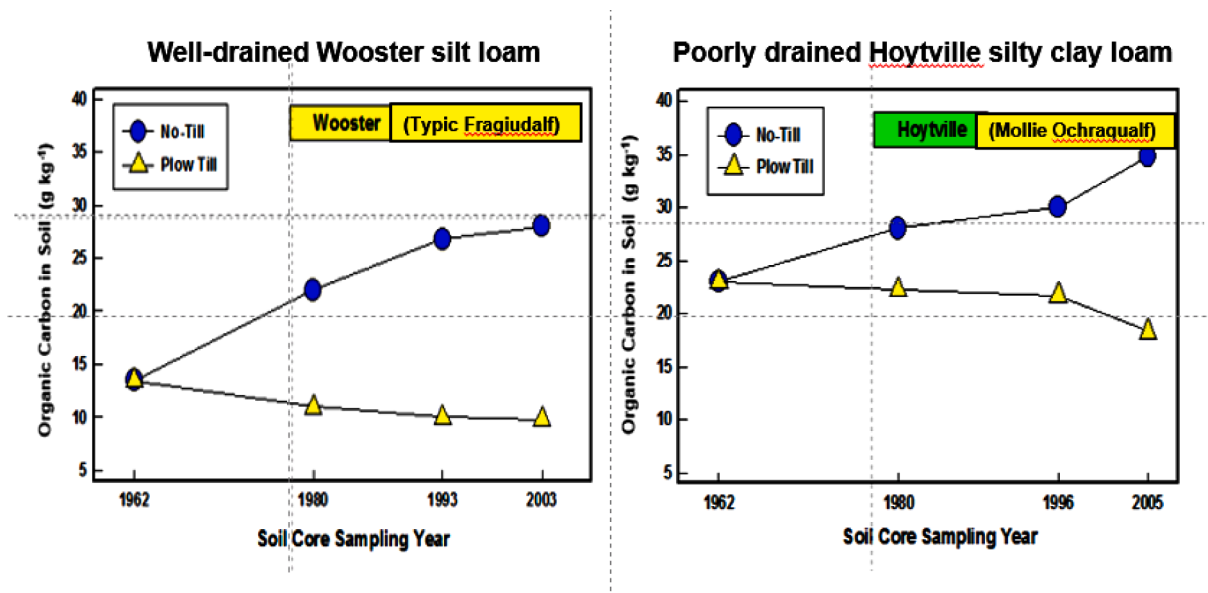 Well-drained Wooster silt loam
Organic Carbon in Soil (g kg⁻¹)
40
35
30
25
20
15
10
5
No-Till
Plow Till
Wooster (Typic Fragiudalf)
1962 1980 1993 2003
Soil Core Sampling Year
Poorly drained Hoytville silty clay loam
Organic Carbon in Soil (g kg⁻¹)
40
35
30
25
20
15
10
5
No-Till
Plow Till
Hoytville (Mollie Ochraqualf)
1962 1980 1996 2005
Soil Core Sampling Year